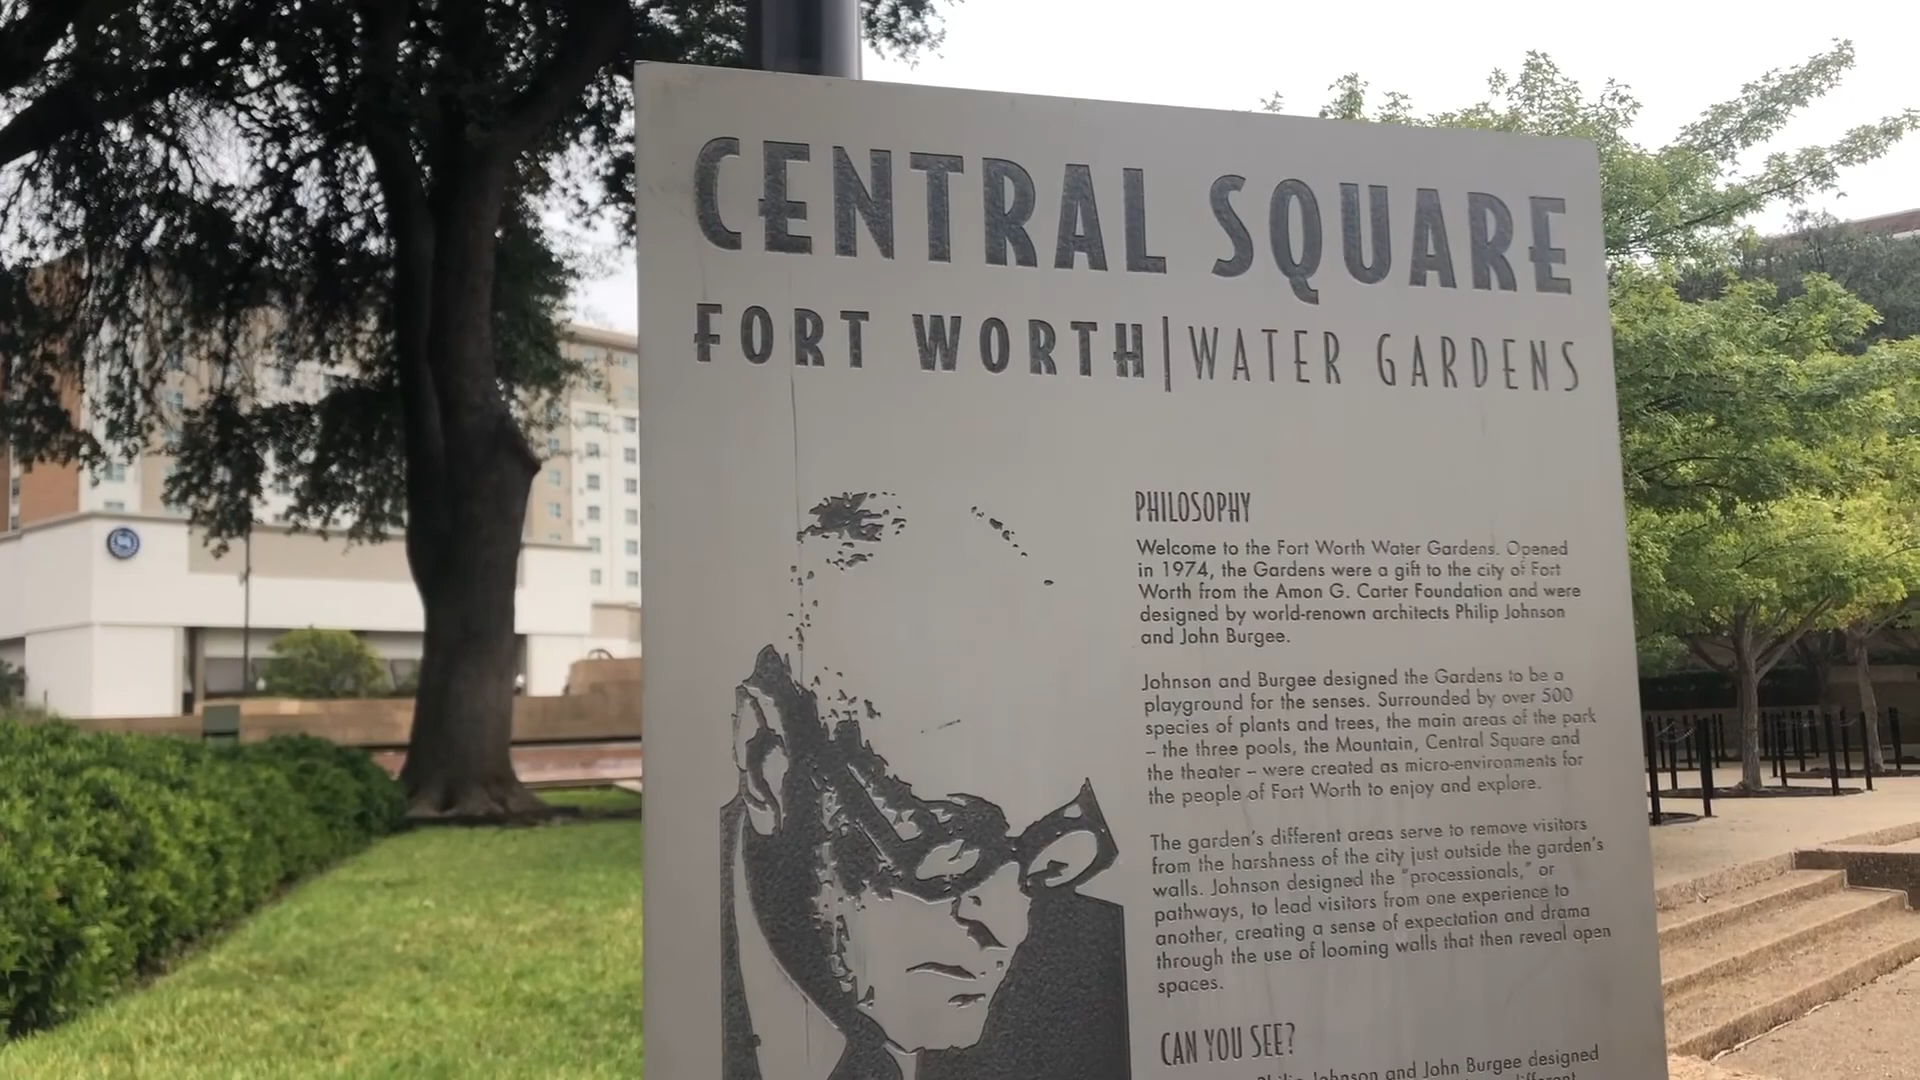 CENTRAL SQUARE
FORT WORTH|WATER GARDENS
PHILOSOPHY
Welcome to the Fort Worth Water Gardens. Opened
in 1974, the Gardens were a gift to the city of Fort
Worth from the Amon G. Carter Foundation and were
designed by world-renown architects Philip Johnson
and John Burgee.
Johnson and Burgee designed the Gardens to be a
playground for the senses. Surrounded by over 500
species of plants and trees, the main areas of the park
– the three pools, the Mountain, Central Square and
the theater – were created as micro-environments for
the people of Fort Worth to enjoy and explore.
The garden's different areas serve to remove visitors
from the harshness of the city just outside the garden's
walls. Johnson designed the "processionals," or
pathways, to lead visitors from one experience to
another, creating a sense of expectation and drama
through the use of looming walls that then reveal open
spaces.
CAN YOU SEE?
Johnson and John Burgee designed